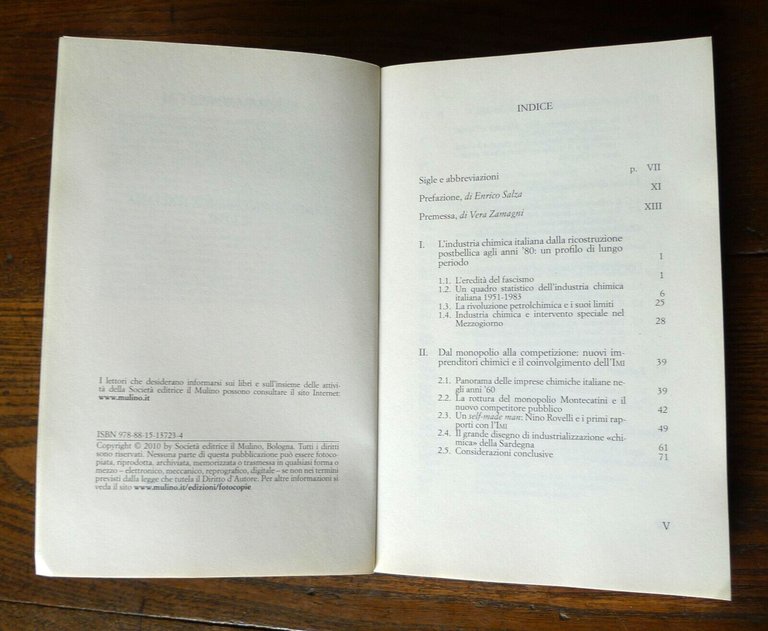 I lettori che desiderano informarsi sui libri e sull'insieme delle attivi-
tà della Società editrice il Mulino possono consultare il sito Internet:
www.mulino.it
ISBN 978-88-15-13723-4
Copyright © 2010 by Società editrice il Mulino, Bologna. Tutti i diritti
sono riservati. Nessuna parte di questa pubblicazione può essere fotoco-
piata, riprodotta, archiviata, memorizzata o trasmessa in qualsiasi forma o
mezzo – elettronico, meccanico, reprografico, digitale – se non nei termini
previsti dalla legge che tutela il Diritto d'Autore. Per altre informazioni si
veda il sito www.mulino.it/edizioni/fotocopie.
INDICE
Sigle e abbreviazioni p. VII
Prefazione, di Enrico Salza XI
Premessa, di Vera Zamagni XIII
I. L'industria chimica italiana dalla ricostruzione
postbellica agli anni '80: un profilo di lungo
periodo 1
1.1. L'eredità del fascismo 1
1.2. Un quadro statistico dell'industria chimica
italiana 1951-1983 6
1.3. La rivoluzione petrolchimica e i suoi limiti 25
1.4. Industria chimica e intervento speciale nel
Mezzogiorno 28
II. Dal monopolio alla competizione: nuovi im-
prenditori chimici e il coinvolgimento dell'IMI 39
2.1. Panorama delle imprese chimiche italiane ne-
gli anni '60 39
2.2. La rottura del monopolio Montecatini e il
nuovo competitore pubblico 42
2.3. Un self-made man: Nino Rovelli e i primi rap-
porti con l'IMI 49
2.4. Il grande disegno di industrializzazione «chi-
mica» della Sardegna 61
2.5. Considerazioni conclusive 71
V